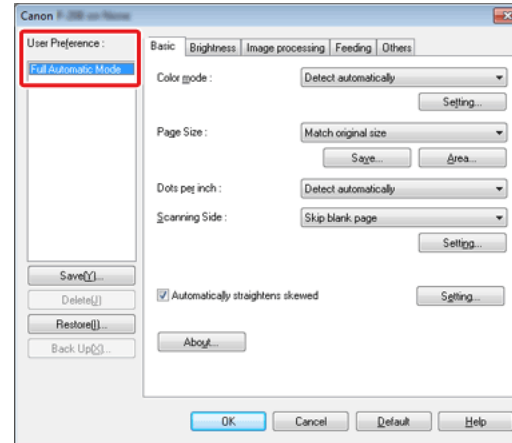 Canon
User Preference :
Full Automatic Mode
Basic
Brightness
Image processing
Feeding
Others
Color mode :
Detect automatically
Setting...
Page Size :
Match original size
Save...
Area...
Dots per inch :
Detect automatically
Scanning Side :
Skip blank page
Setting...
Automatically straightens skewed
Setting...
About...
Save(Y)...
Delete(J)
Restore(I)...
Back Up(X)...
OK
Cancel
Default
Help